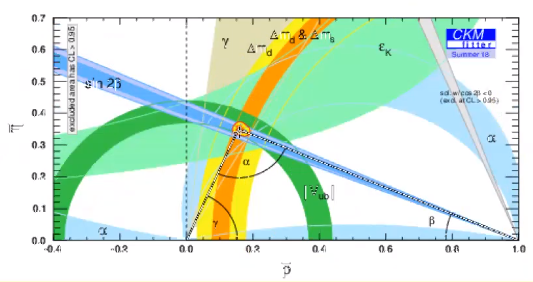 0.7
0.6
0.5
0.4
0.3
0.2
0.1
0.0
η̅
excluded area has CL > 0.95
sin 2β
γ
Δm_d & Δm_s
Δm_d
ε_K
CKM
fitter
Summer 16
sol. w/ cos 2β < 0
(excl. at CL > 0.95)
α
α
|V_ub|
α
γ
β
-0.4
-0.2
0.0
0.2
0.4
0.6
0.8
1.0
ρ̅